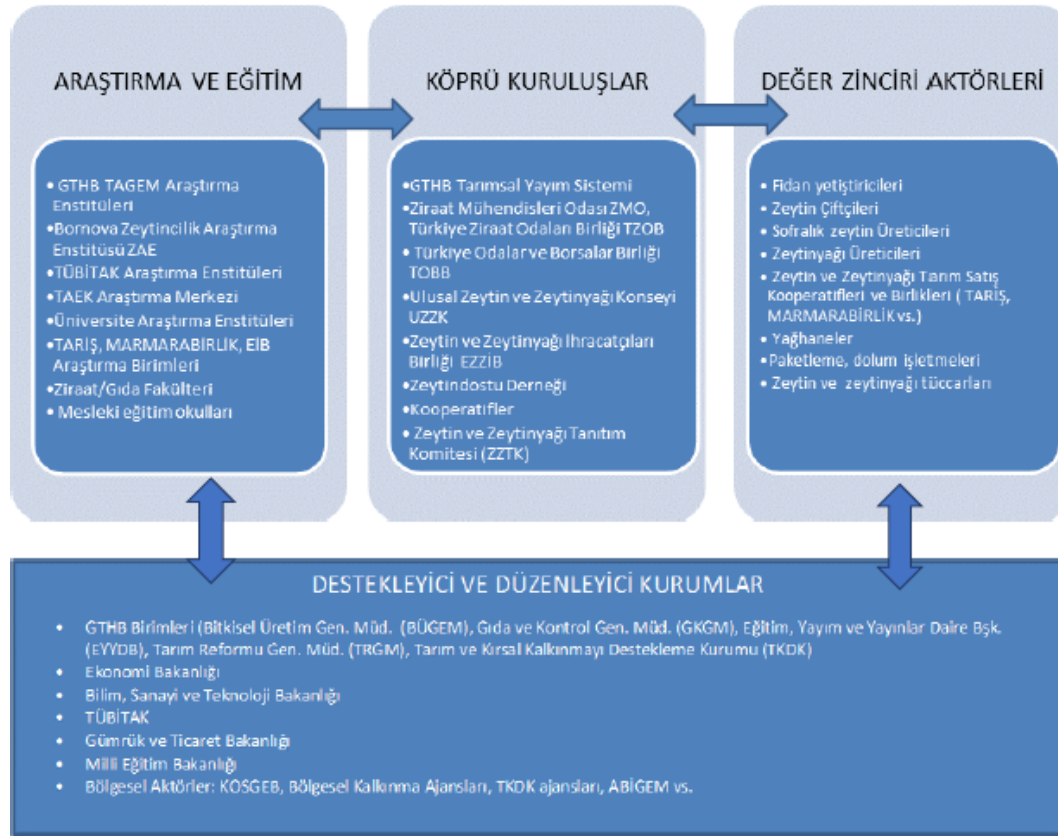 ARAŞTIRMA VE EĞİTİM
• GTHB TAGEM Araştırma
Enstitüleri
•Bornova Zeytincilik Araştırma
Enstitüsü ZAE
•TÜBİTAK Araştırma Enstitüleri
•TAEK Araştırma Merkezi
•Üniversite Araştırma Enstitüleri
•TARİŞ, MARMARABİRLİK, EİB
Araştırma Birimleri
•Ziraat/Gıda Fakülteri
• Mesleki eğitim okulları
KÖPRÜ KURULUŞLAR
•GTHB Tarımsal Yayım Sistemi
•Ziraat Mühendisleri Odası ZMO,
Türkiye Ziraat Odaları Birliği TZOB
• Türkiye Odalar ve Borsalar Birliği
TOBB
•Ulusal Zeytin ve Zeytinyağı Konseyi
UZZK
•Zeytin ve Zeytinyağı İhracatçıları
Birliği EZZİB
•Zeytindostu Derneği
•Kooperatifler
• Zeytin ve Zeytinyağı Tanıtım
Komitesi (ZZTK)
DEĞER ZİNCİRİ AKTÖRLERİ
• Fidan yetiştiricileri
• Zeytin Çiftçileri
• Sofralık zeytin Üreticileri
• Zeytinyağı Üreticileri
• Zeytin ve Zeytinyağı Tarım Satış
Kooperatifleri ve Birlikleri ( TARİŞ,
MARMARABİRLİK vs.)
• Yağhaneler
•Paketleme, dolum işletmeleri
• Zeytin ve zeytinyağı tüccarları
DESTEKLEYİCİ VE DÜZENLEYİCİ KURUMLAR
• GTHB Birimleri (Bitkisel Üretim Gen. Müd. (BÜGEM), Gıda ve Kontrol Gen. Müd. (GKGM), Eğitim, Yayım ve Yayınlar Daire Bşk.
(EYYDB), Tarım Reformu Gen. Müd. (TRGM), Tarım ve Kırsal Kalkınmayı Destekleme Kurumu (TKDK)
• Ekonomi Bakanlığı
• Bilim, Sanayi ve Teknoloji Bakanlığı
• TÜBİTAK
• Gümrük ve Ticaret Bakanlığı
• Milli Eğitim Bakanlığı
• Bölgesel Aktörler: KOSGEB, Bölgesel Kalkınma Ajansları, TKDK ajansları, ABİGEM vs.